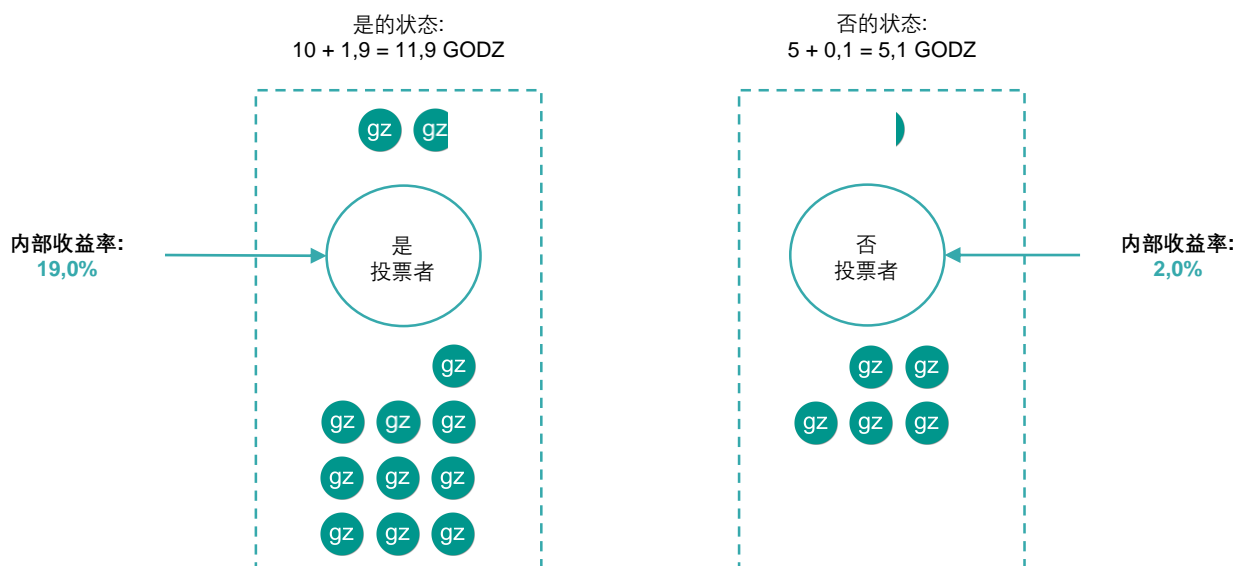 是的状态:
10 + 1,9 = 11,9 GODZ
否的状态:
5 + 0,1 = 5,1 GODZ
gz gz
内部收益率:
19,0%
是
投票者
否
投票者
内部收益率:
2,0%
gz
gz gz gz
gz gz gz
gz gz gz
gz gz
gz gz gz